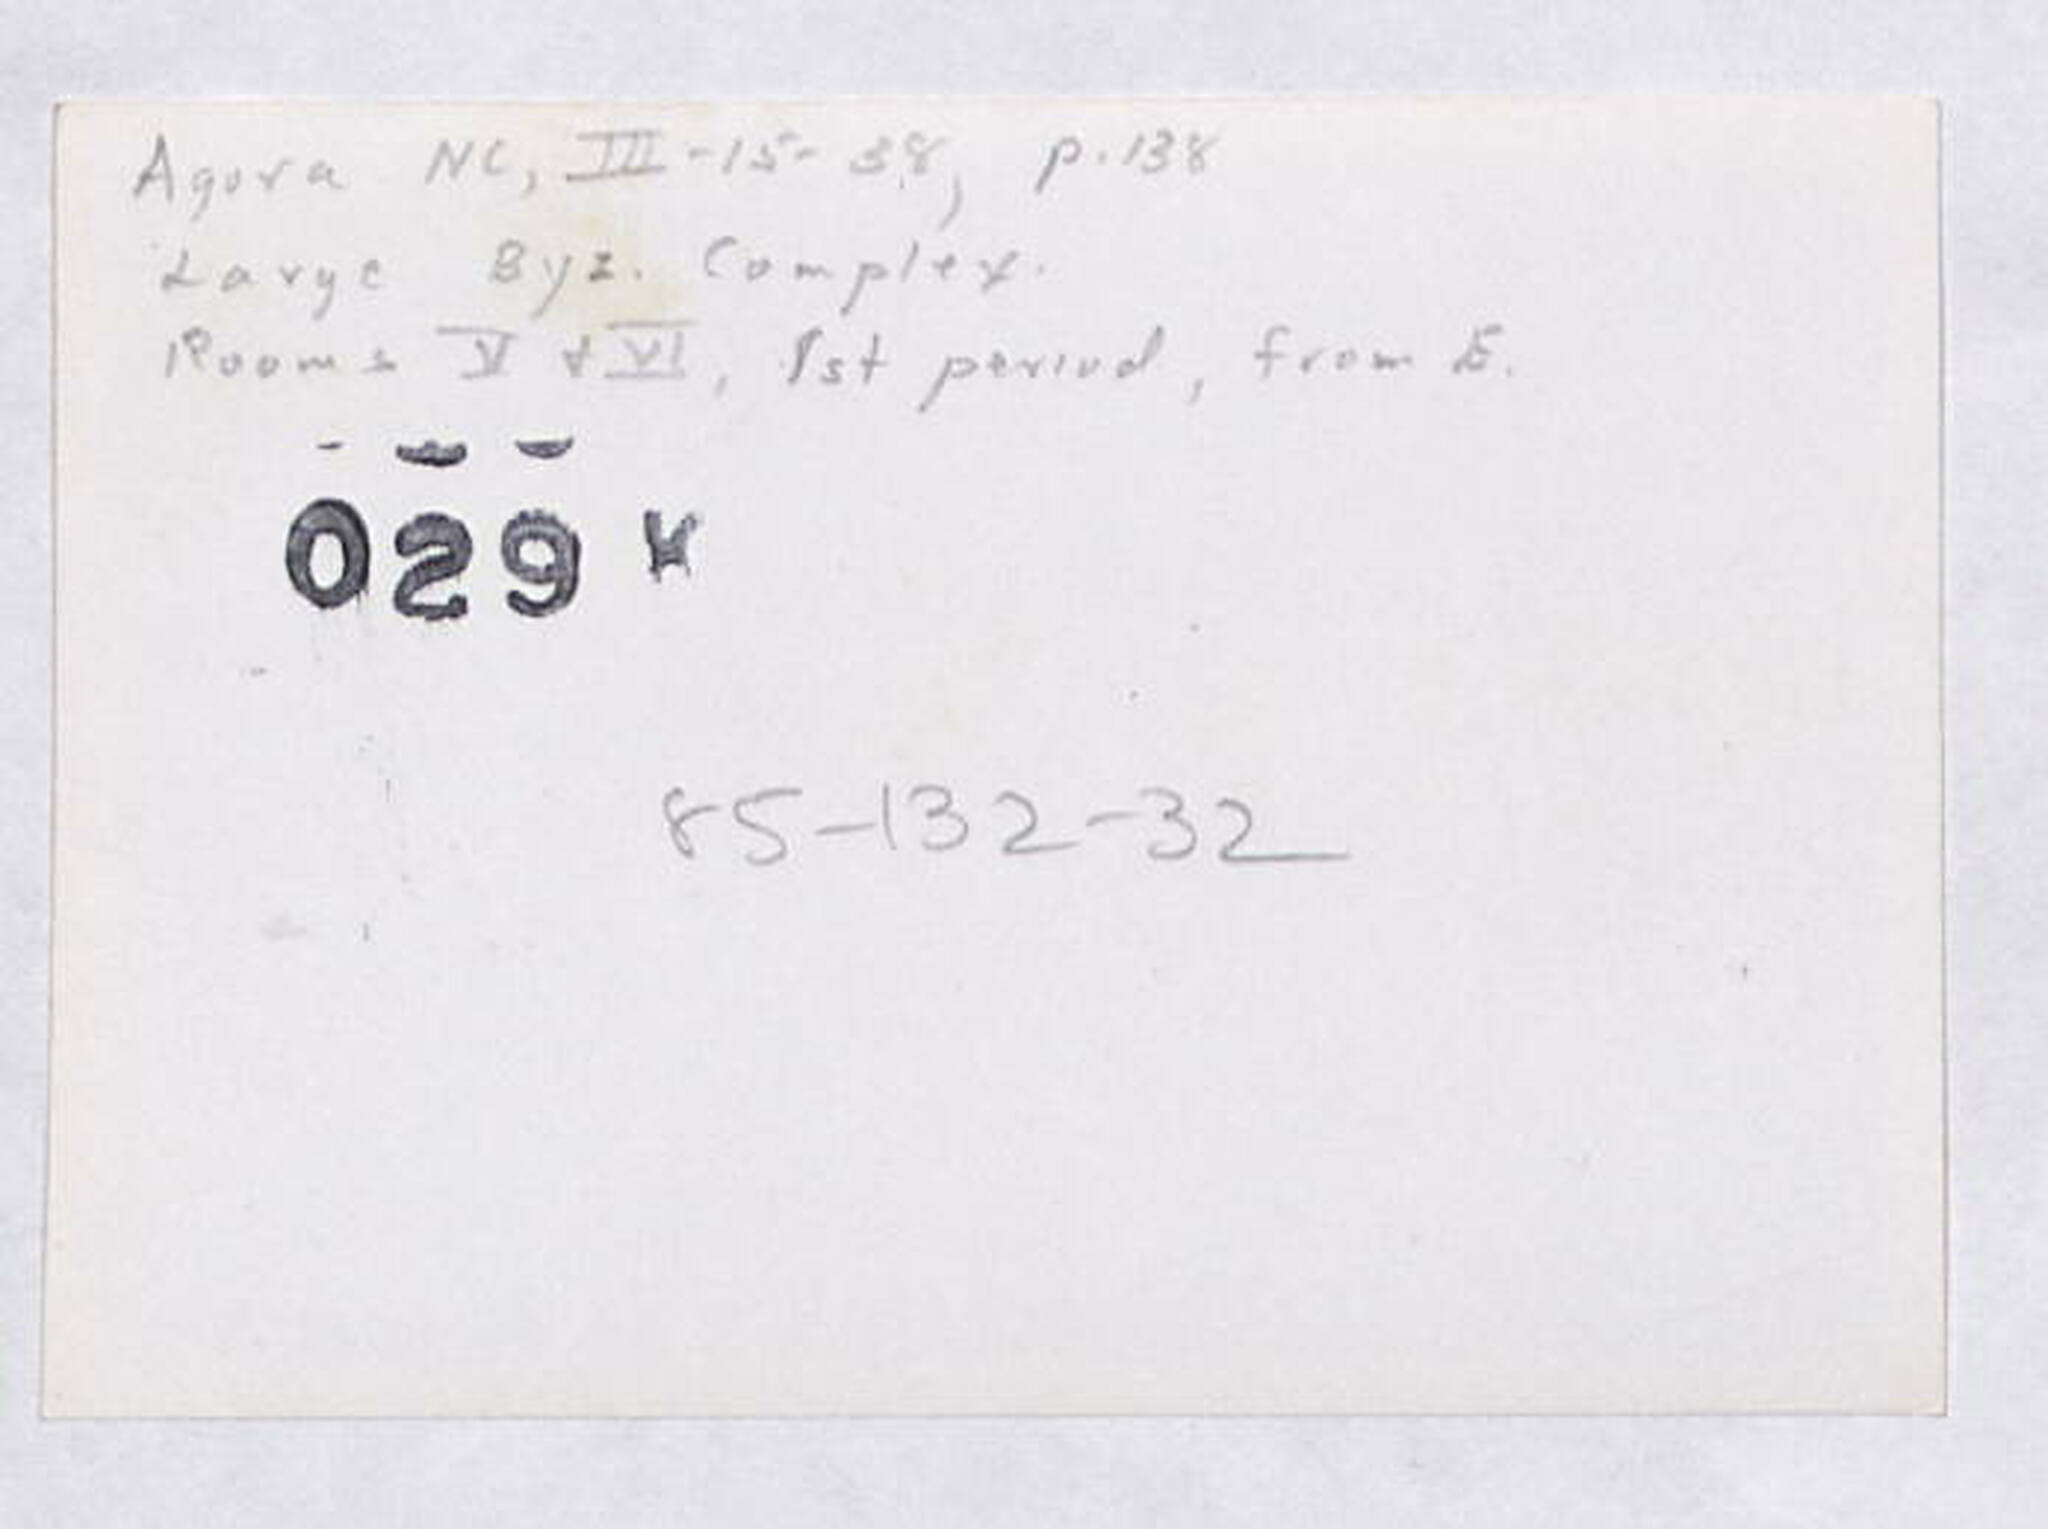 Agora NC, III-15-38, p. 138
Large Byz. Complex.
Rooms V & VI, 1st period, from E.
029
85-132-32